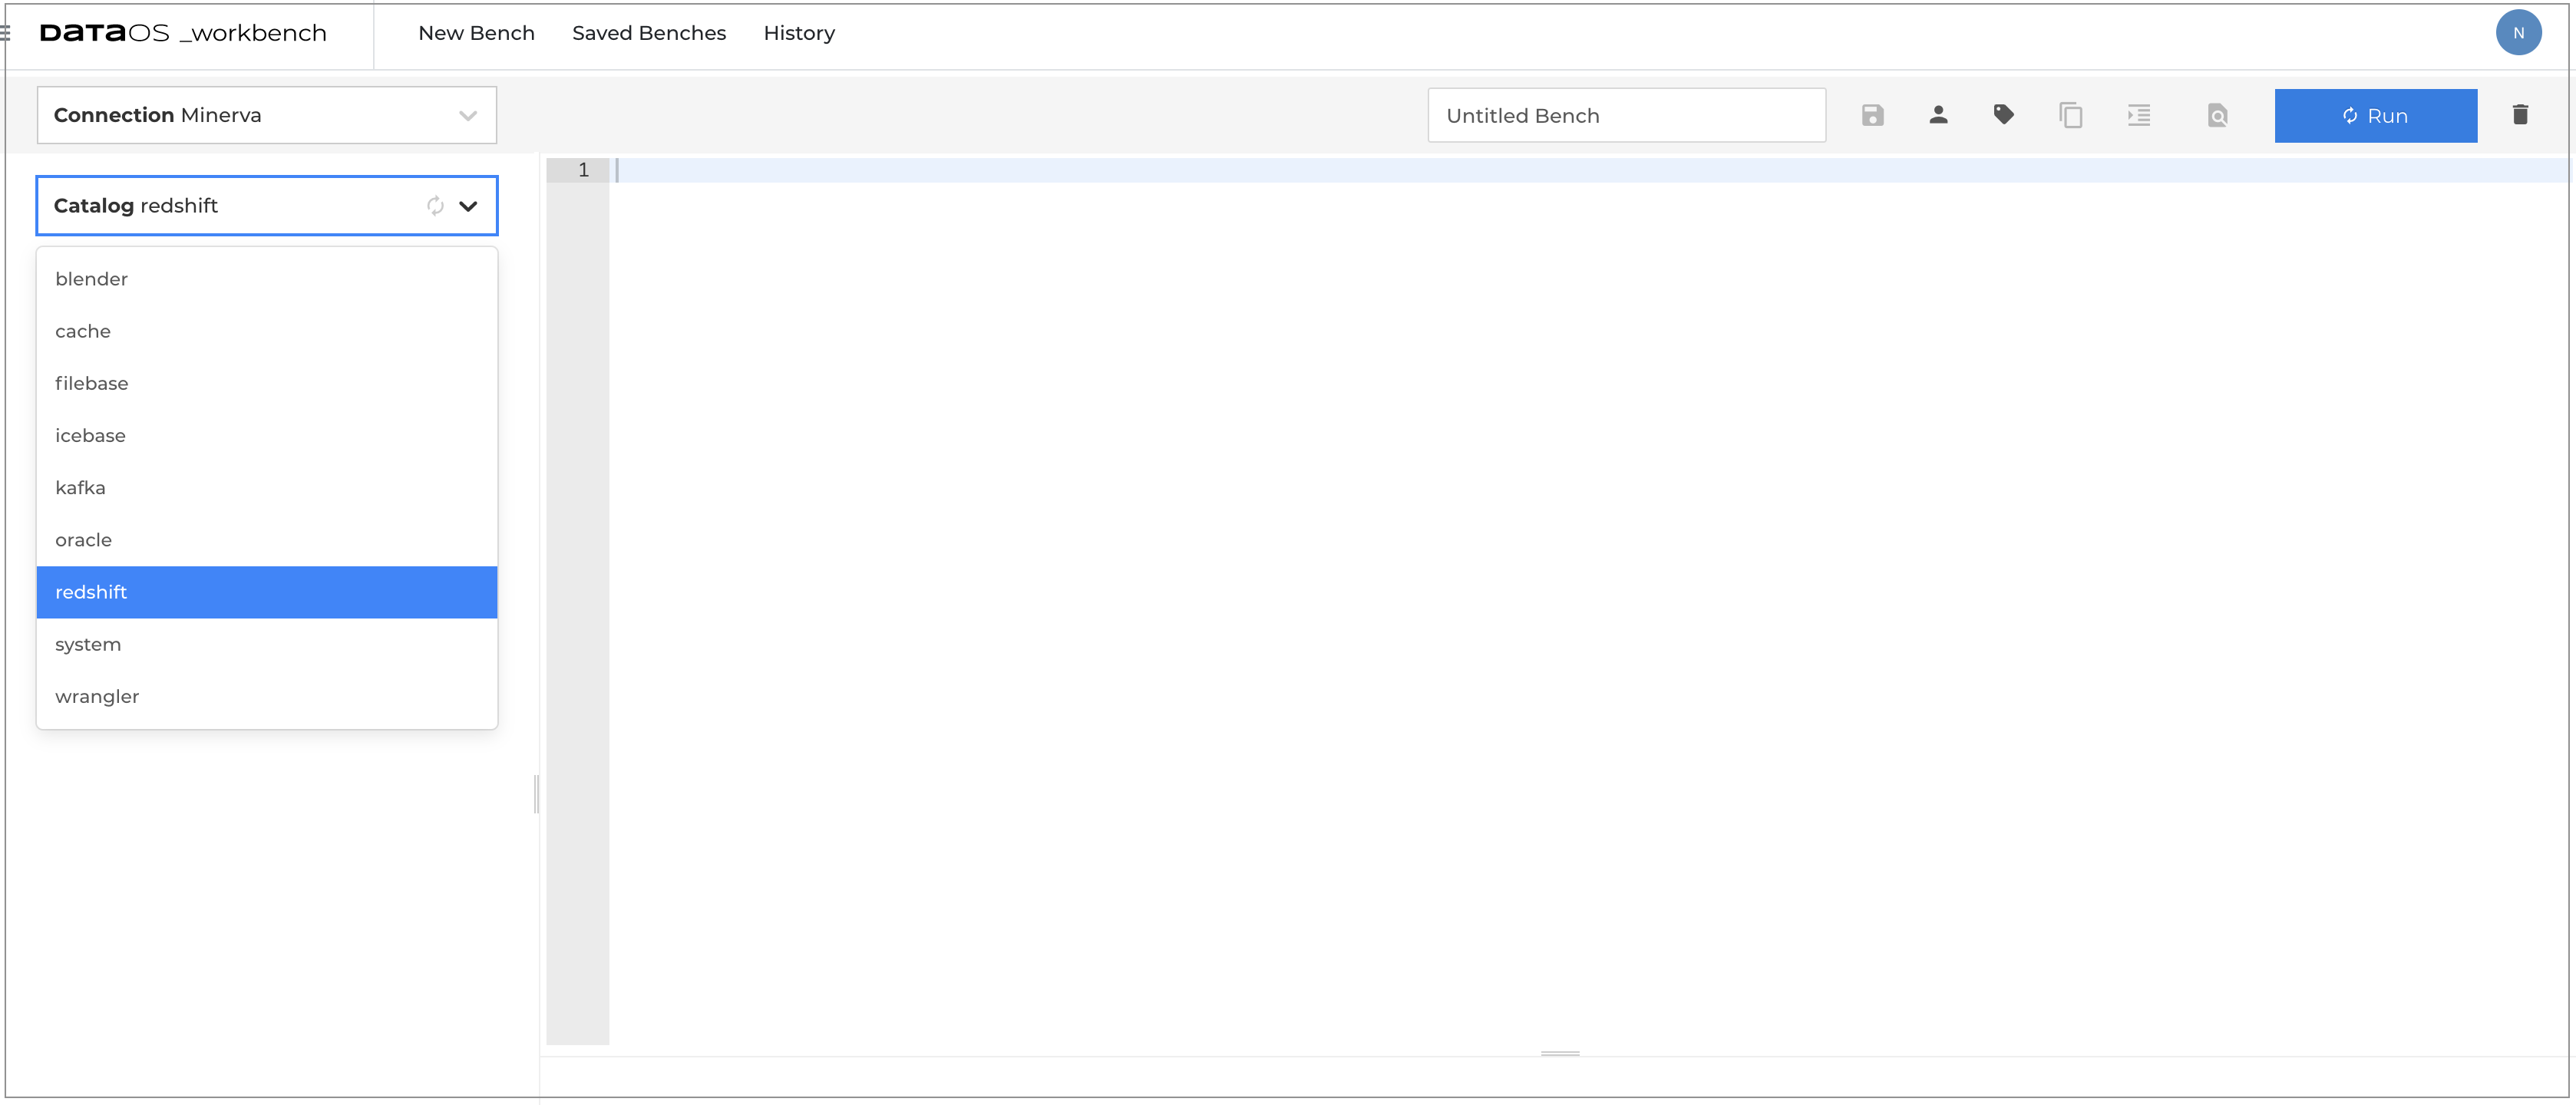 DATAOS _workbench
New Bench
Saved Benches
History
N
Connection Minerva
Untitled Bench
Run
Catalog redshift
1
blender
cache
filebase
icebase
kafka
oracle
redshift
system
wrangler